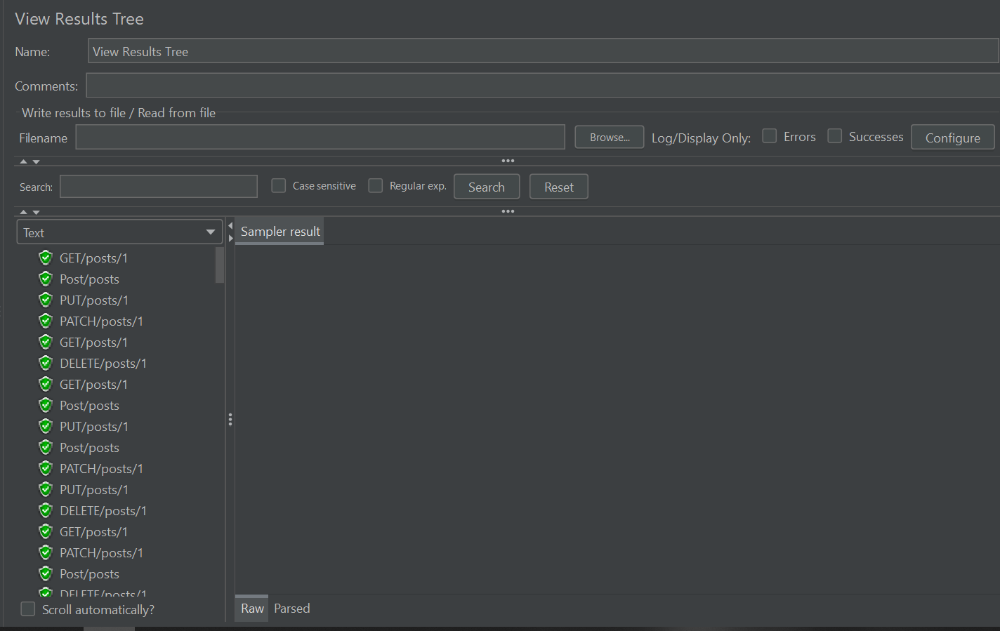 View Results Tree
Name: View Results Tree
Comments:
Write results to file / Read from file
Filename Browse... Log/Display Only: Errors Successes Configure
Search: Case sensitive Regular exp. Search Reset
Text
Sampler result
GET/posts/1
Post/posts
PUT/posts/1
PATCH/posts/1
GET/posts/1
DELETE/posts/1
GET/posts/1
Post/posts
PUT/posts/1
Post/posts
PATCH/posts/1
PUT/posts/1
DELETE/posts/1
GET/posts/1
PATCH/posts/1
Post/posts
DELETE/posts/1
Scroll automatically?
Raw Parsed